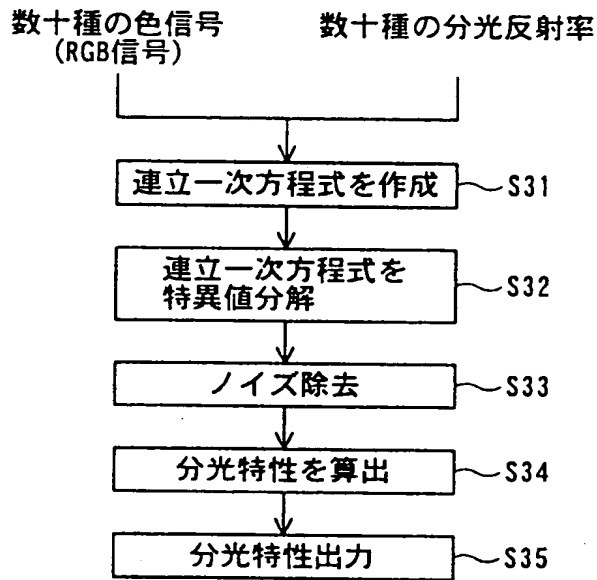 数十種の色信号
(RGB信号)
数十種の分光反射率
連立一次方程式を作成
S31
連立一次方程式を
特異値分解
S32
ノイズ除去
S33
分光特性を算出
S34
分光特性出力
S35